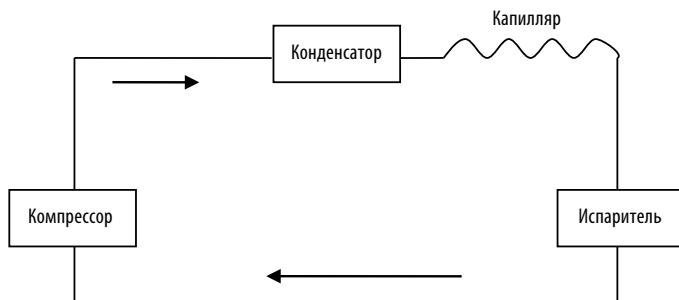 Капилляр
Конденсатор
Компрессор
Испаритель